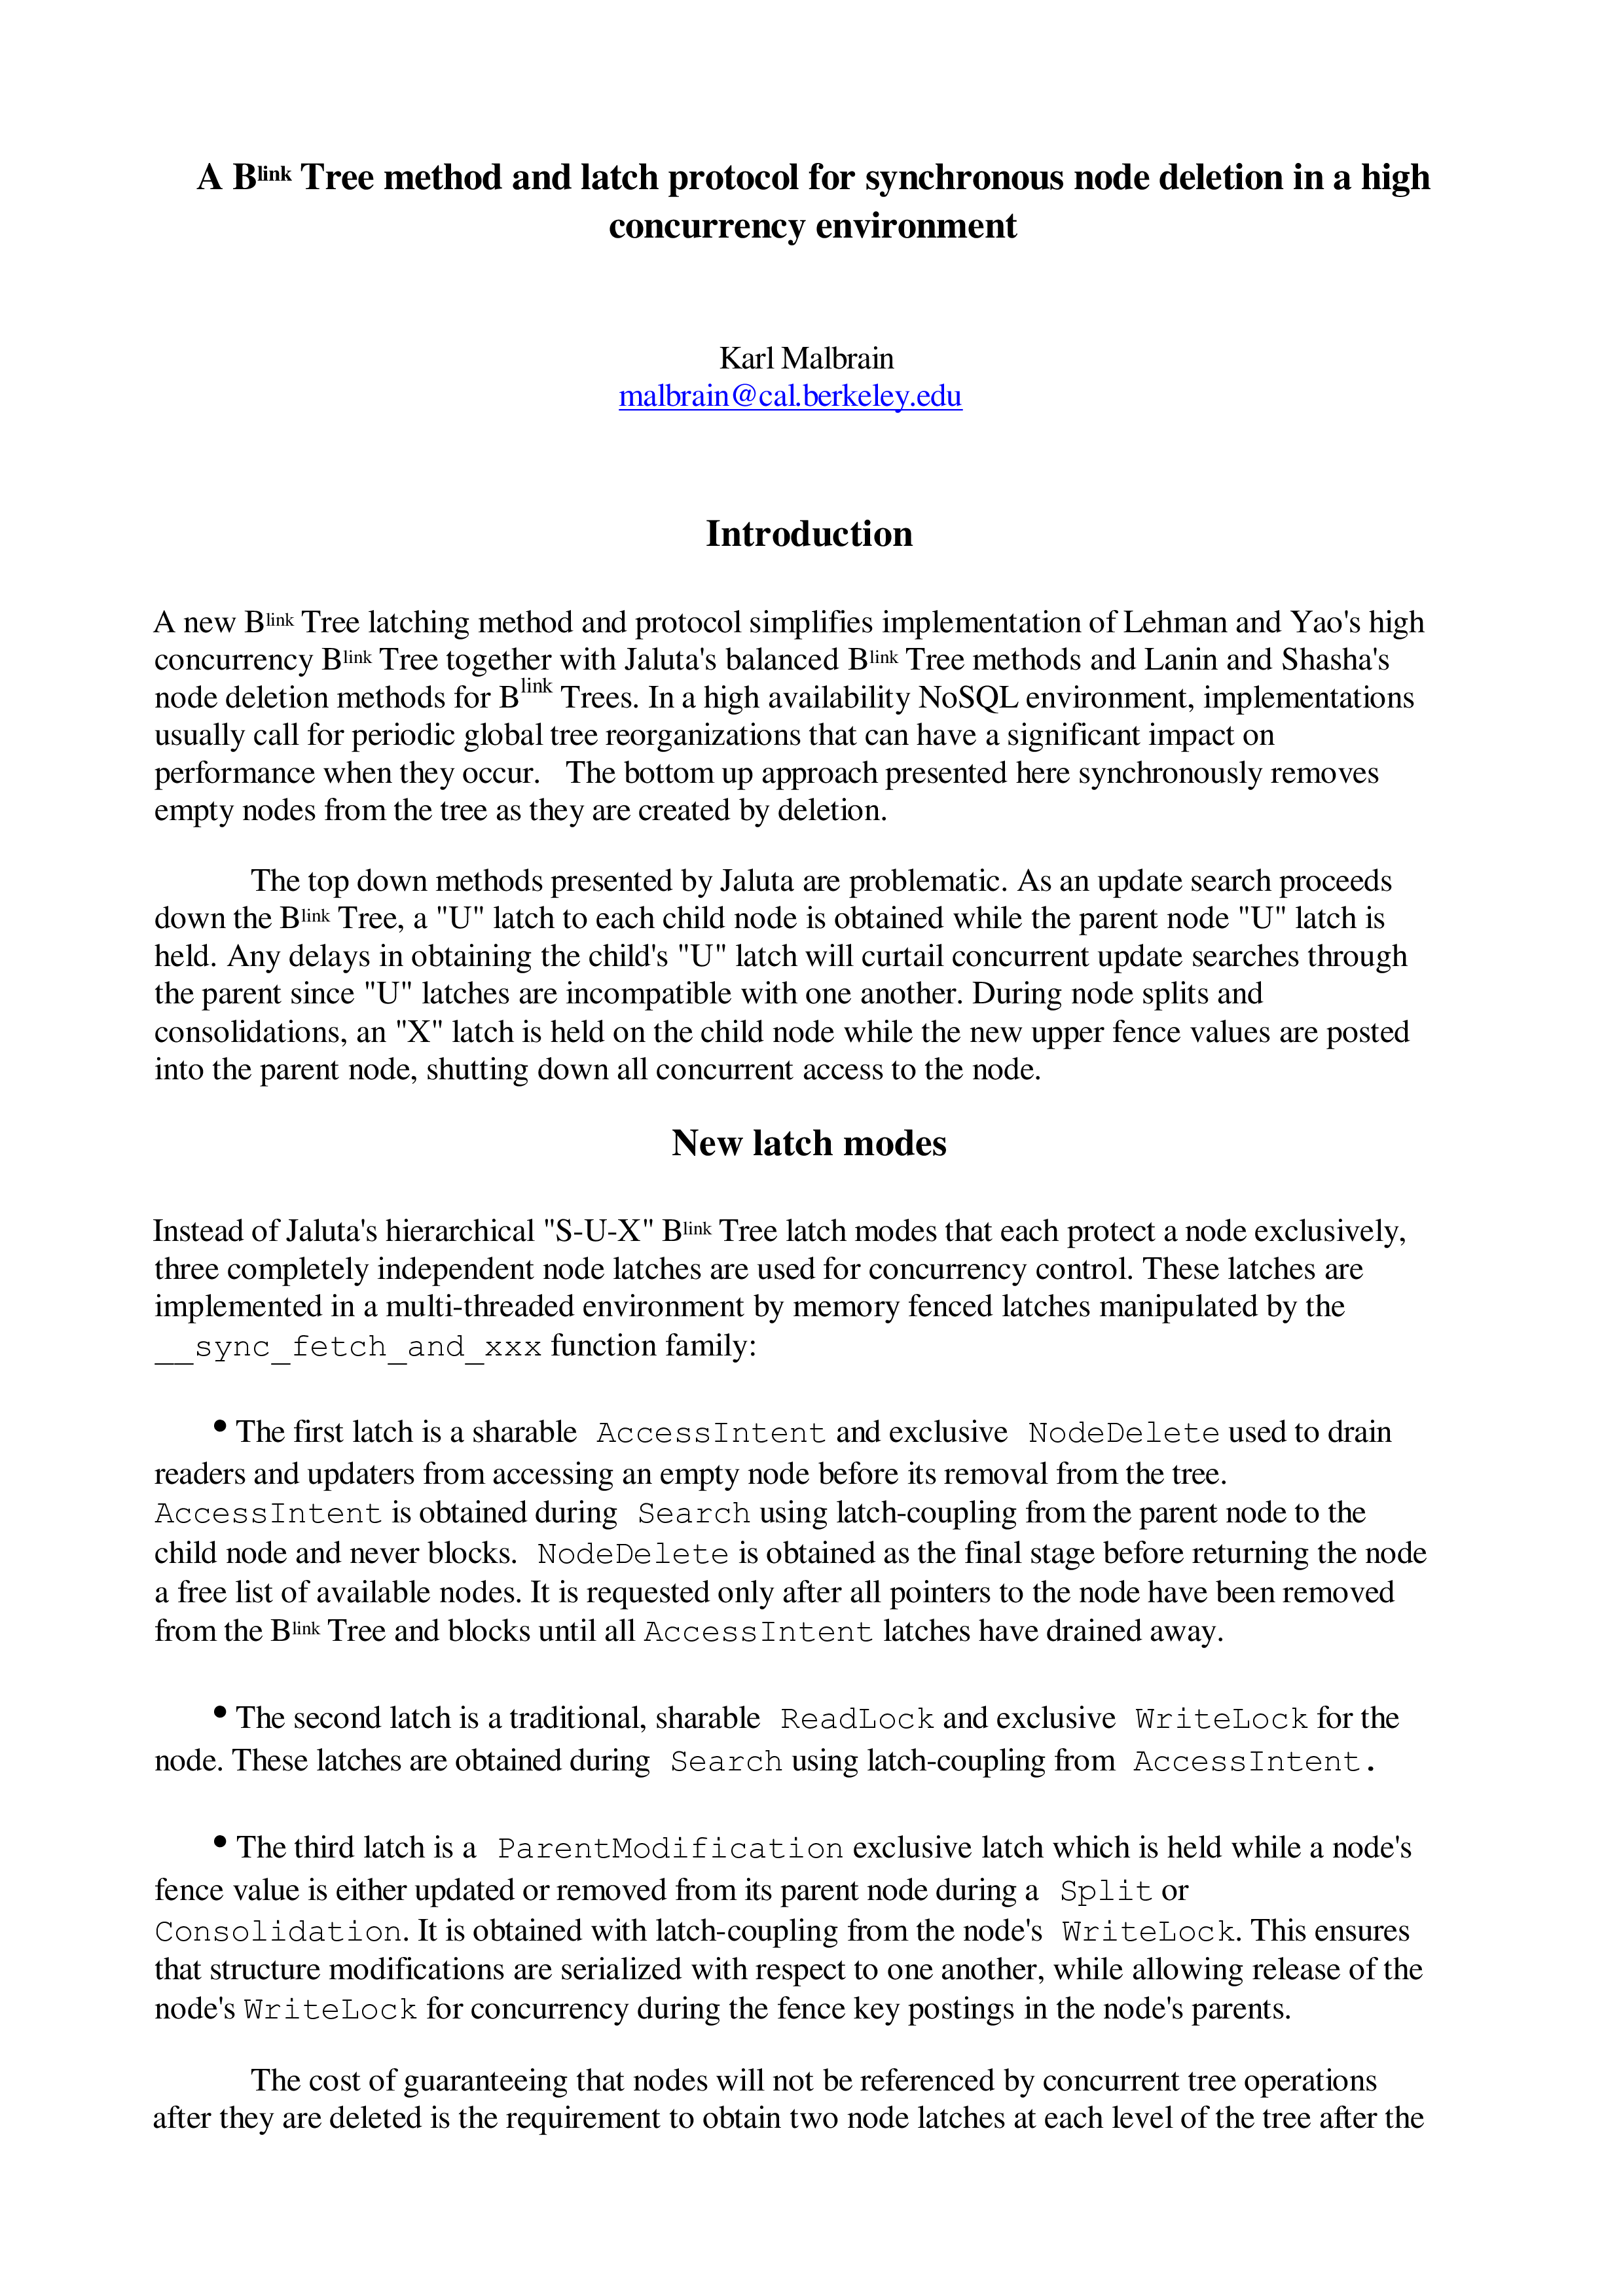 A Blink Tree method and latch protocol for synchronous node deletion in a high
concurrency environment
Karl Malbrain
malbrain@cal.berkeley.edu
Introduction
A new Blink Tree latching method and protocol simplifies implementation of Lehman and Yao's high
concurrency Blink Tree together with Jaluta's balanced Blink Tree methods and Lanin and Shasha's
node deletion methods for Blink Trees. In a high availability NoSQL environment, implementations
usually call for periodic global tree reorganizations that can have a significant impact on
performance when they occur.   The bottom up approach presented here synchronously removes
empty nodes from the tree as they are created by deletion.
The top down methods presented by Jaluta are problematic. As an update search proceeds
down the Blink Tree, a "U" latch to each child node is obtained while the parent node "U" latch is
held. Any delays in obtaining the child's "U" latch will curtail concurrent update searches through
the parent since "U" latches are incompatible with one another. During node splits and
consolidations, an "X" latch is held on the child node while the new upper fence values are posted
into the parent node, shutting down all concurrent access to the node.
New latch modes
Instead of Jaluta's hierarchical "S-U-X" Blink Tree latch modes that each protect a node exclusively,
three completely independent node latches are used for concurrency control. These latches are
implemented in a multi-threaded environment by memory fenced latches manipulated by the
__sync_fetch_and_xxx function family:
• The first latch is a sharable AccessIntent and exclusive NodeDelete used to drain
readers and updaters from accessing an empty node before its removal from the tree.
AccessIntent is obtained during Search using latch-coupling from the parent node to the
child node and never blocks. NodeDelete is obtained as the final stage before returning the node
a free list of available nodes. It is requested only after all pointers to the node have been removed
from the Blink Tree and blocks until all AccessIntent latches have drained away.
• The second latch is a traditional, sharable ReadLock and exclusive WriteLock for the
node. These latches are obtained during Search using latch-coupling from AccessIntent.
• The third latch is a ParentModification exclusive latch which is held while a node's
fence value is either updated or removed from its parent node during a Split or
Consolidation. It is obtained with latch-coupling from the node's WriteLock. This ensures
that structure modifications are serialized with respect to one another, while allowing release of the
node's WriteLock for concurrency during the fence key postings in the node's parents.
The cost of guaranteeing that nodes will not be referenced by concurrent tree operations
after they are deleted is the requirement to obtain two node latches at each level of the tree after the